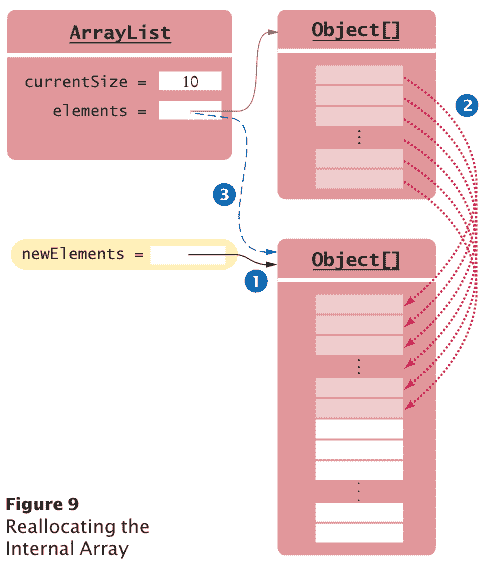 ArrayList
currentSize = 10
elements =
Object[]
2
3
newElements =
1
Object[]
Figure 9
Reallocating the
Internal Array